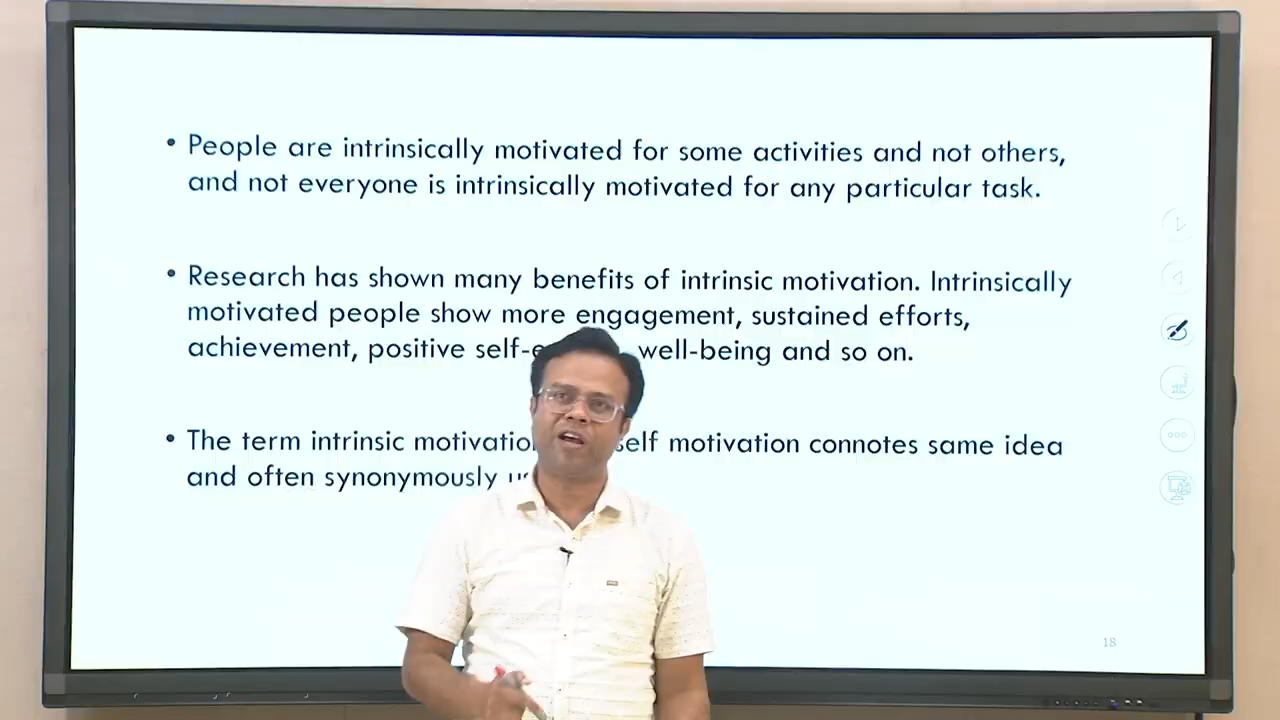 • People are intrinsically motivated for some activities and not others,
and not everyone is intrinsically motivated for any particular task.
• Research has shown many benefits of intrinsic motivation. Intrinsically
motivated people show more engagement, sustained efforts,
achievement, positive well-being and so on.
• The term intrinsic self motivation connotes same idea
and often synonymously
18